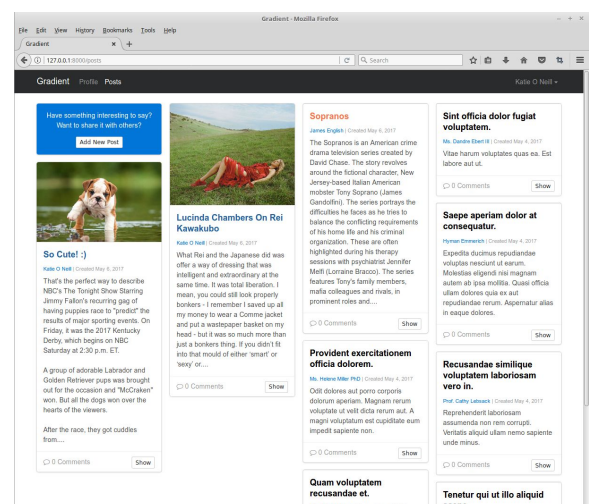 Gradient - Mozilla Firefox
File Edit View History Bookmarks Tools Help
Gradient
127.0.0.1:8000/posts
Search
Gradient Profile Posts
Katie O Neill
Have something interesting to say?
Want to share it with others?
Add New Post
So Cute! :)
Katie O Neill | Created May 6, 2017
That's the perfect way to describe
NBC's The Tonight Show Starring
Jimmy Fallon's recurring gag of
having puppies race to "predict" the
results of major sporting events. On
Friday, it was the 2017 Kentucky
Derby, which begins on NBC
Saturday at 2:30 p.m. ET.
A group of adorable Labrador and
Golden Retriever pups was brought
out for the occasion and "McCraken"
won. But all the dogs won over the
hearts of the viewers.
After the race, they got cuddles
from....
0 Comments
Show
Lucinda Chambers On Rei
Kawakubo
Katie O Neill | Created May 6, 2017
What Rei and the Japanese did was
offer a way of dressing that was
intelligent and extraordinary at the
same time. It was total liberation. I
mean, you could still look properly
bonkers - I remember I saved up all
my money to wear a Comme jacket
and put a wastepaper basket on my
head - but it was so much more than
just a bonkers thing. If you didn't fit
into that mould of either 'smart' or
'sexy' or....
0 Comments
Show
Sopranos
James English | Created May 6, 2017
The Sopranos is an American crime
drama television series created by
David Chase. The story revolves
around the fictional character, New
Jersey-based Italian American
mobster Tony Soprano (James
Gandolfini). The series portrays the
difficulties he faces as he tries to
balance the conflicting requirements
of his home life and his criminal
organization. These are often
highlighted during his therapy
sessions with psychiatrist Jennifer
Melfi (Lorraine Bracco). The series
features Tony's family members,
mafia colleagues and rivals, in
prominent roles and....
0 Comments
Show
Provident exercitationem
officia dolorem.
Ms. Helene Miller PhD | Created May 4, 2017
Odit dolores aut porro corporis
dolorum aperiam. Magnam rerum
voluptate ut velit dicta rerum aut. A
magni voluptatum est cupiditate eum
impedit sapiente non.
0 Comments
Show
Quam voluptatem
recusandae et.
Sint officia dolor fugiat
voluptatem.
Ms. Dandre Ebert III | Created May 4, 2017
Vitae harum voluptates quas ea. Est
labore aut ut.
0 Comments
Show
Saepe aperiam dolor at
consequatur.
Hyman Emmerich | Created May 4, 2017
Expedita ducimus repudiandae
voluptas nesciunt ut earum.
Molestias eligendi nisi magnam
autem ab ipsa mollitia. Quasi officia
ullam dolores quia ex aut
repudiandae rerum. Aspernatur alias
in eaque dolores.
0 Comments
Show
Recusandae similique
voluptatem laboriosam
vero in.
Prof. Cathy Lebsack | Created May 4, 2017
Reprehenderit laboriosam
assumenda non rem corrupti.
Veritatis aliquid ullam nemo sapiente
unde minus.
0 Comments
Show
Tenetur qui ut illo aliquid